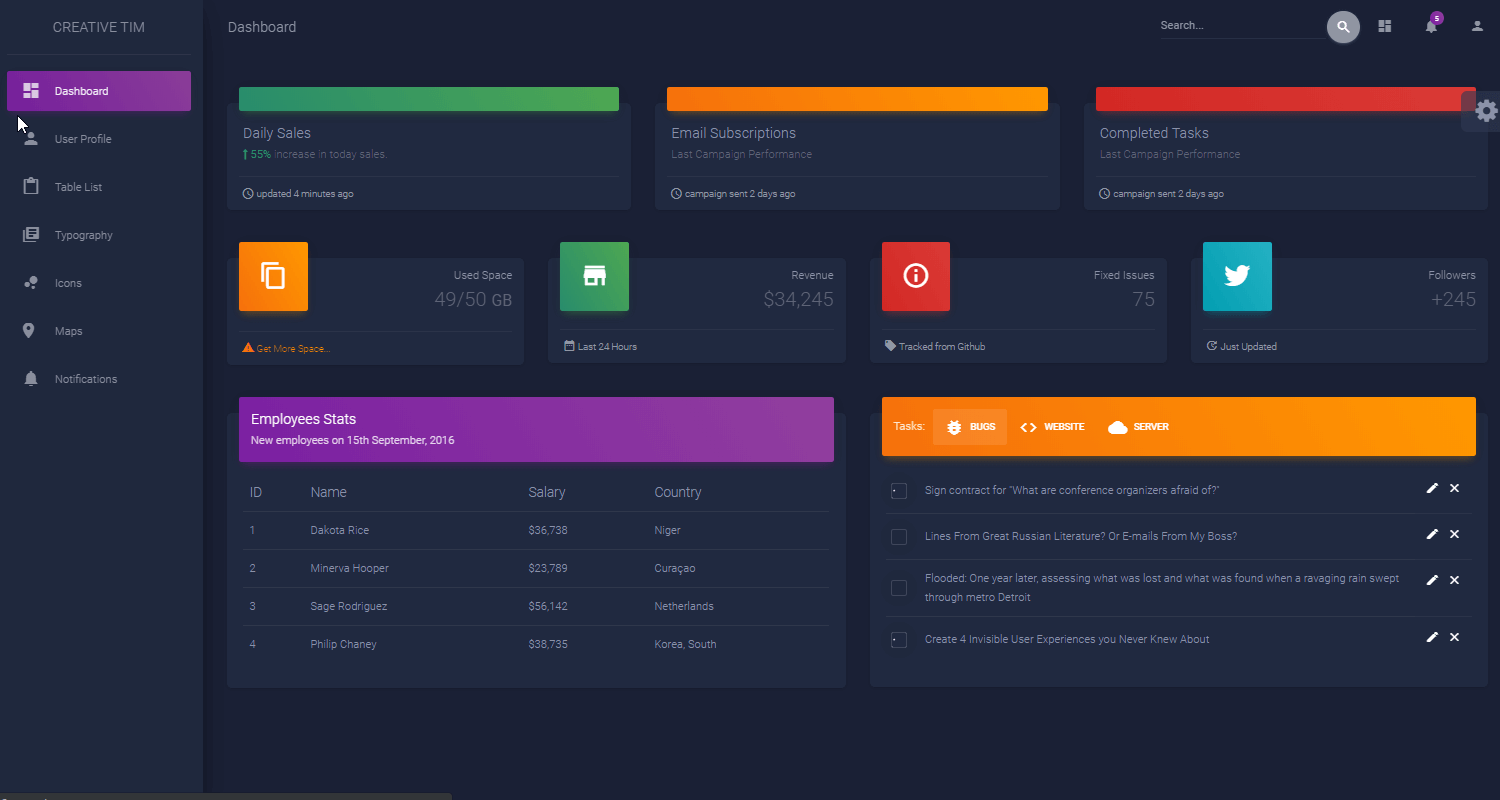 CREATIVE TIM
Dashboard
User Profile
Table List
Typography
Icons
Maps
Notifications
Dashboard
Search...
5
Daily Sales
55% increase in today sales.
updated 4 minutes ago
Email Subscriptions
Last Campaign Performance
campaign sent 2 days ago
Completed Tasks
Last Campaign Performance
campaign sent 2 days ago
Used Space
49/50 GB
Get More Space...
Revenue
$34,245
Last 24 Hours
Fixed Issues
75
Tracked from Github
Followers
+245
Just Updated
Employees Stats
New employees on 15th September, 2016
ID Name Salary Country
1 Dakota Rice $36,738 Niger
2 Minerva Hooper $23,789 Curaçao
3 Sage Rodriguez $56,142 Netherlands
4 Philip Chaney $38,735 Korea, South
Tasks: BUGS WEBSITE SERVER
Sign contract for "What are conference organizers afraid of?"
Lines From Great Russian Literature? Or E-mails From My Boss?
Flooded: One year later, assessing what was lost and what was found when a ravaging rain swept
through metro Detroit
Create 4 Invisible User Experiences you Never Knew About